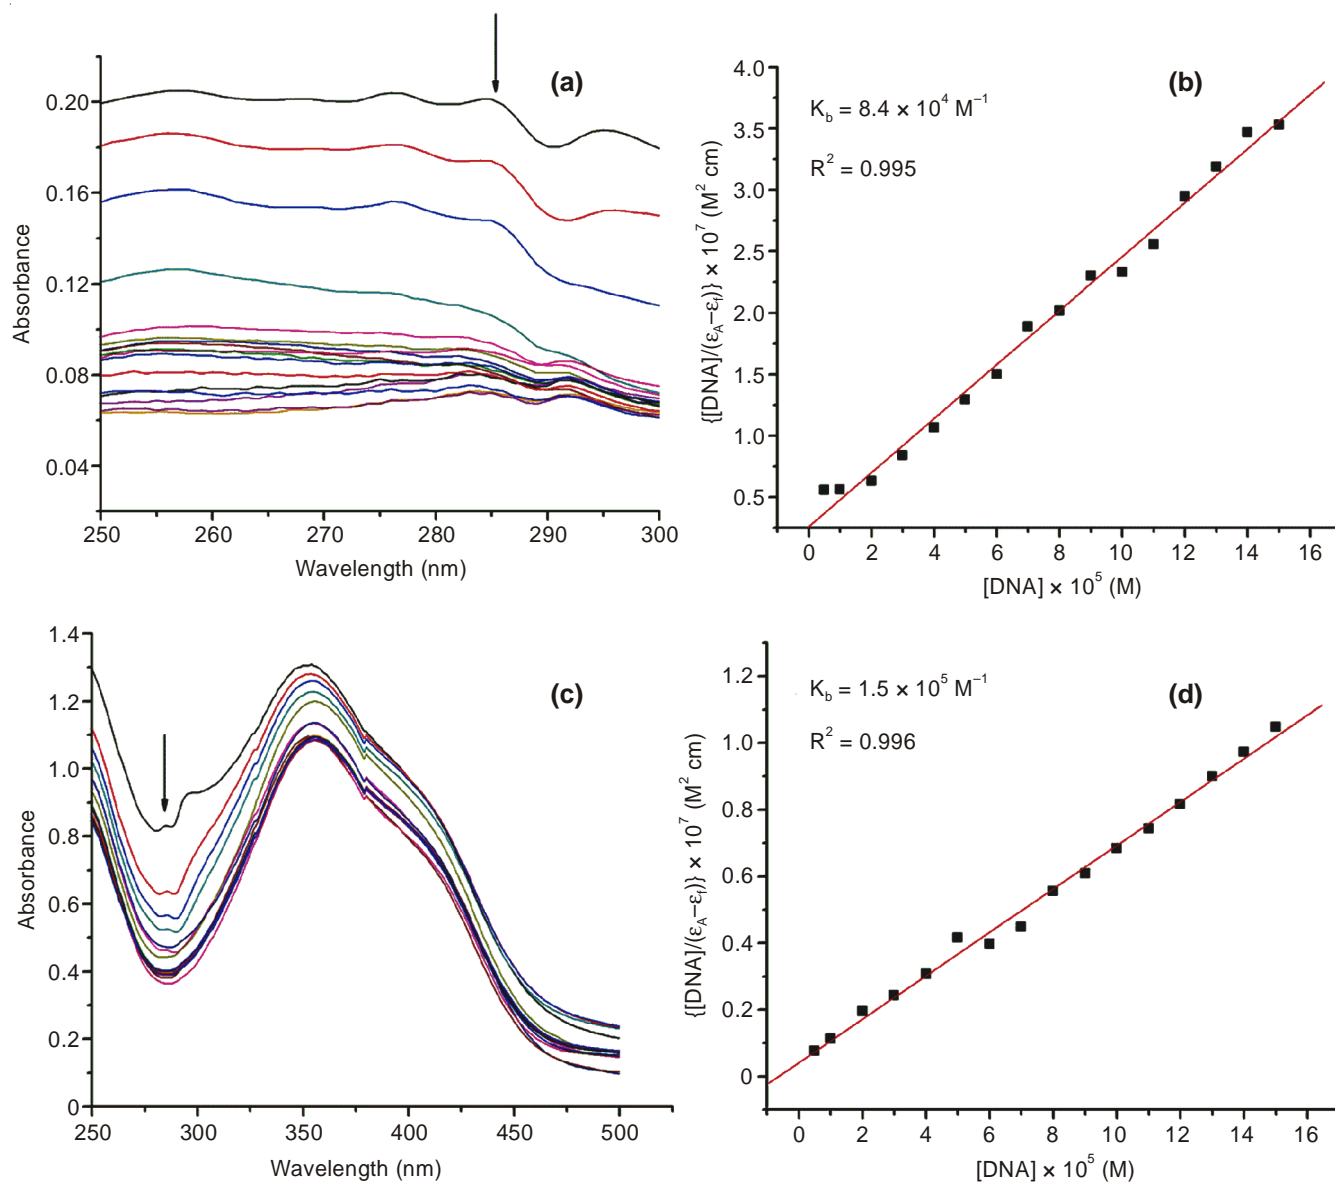 (a)
0.20
0.16
0.12
0.08
0.04
Absorbance
250 260 270 280 290 300
Wavelength (nm)
(b)
K_b = 8.4 × 10^4 M^–1
R^2 = 0.995
4.0
3.5
3.0
2.5
2.0
1.5
1.0
0.5
{[DNA]/(ε_A–ε_f)} × 10^7 (M^2 cm)
0 2 4 6 8 10 12 14 16
[DNA] × 10^5 (M)
(c)
1.4
1.2
1.0
0.8
0.6
0.4
0.2
0
Absorbance
250 300 350 400 450 500
Wavelength (nm)
(d)
K_b = 1.5 × 10^5 M^–1
R^2 = 0.996
1.2
1.0
0.8
0.6
0.4
0.2
0
{[DNA]/(ε_A–ε_f)} × 10^7 (M^2 cm)
0 2 4 6 8 10 12 14 16
[DNA] × 10^5 (M)